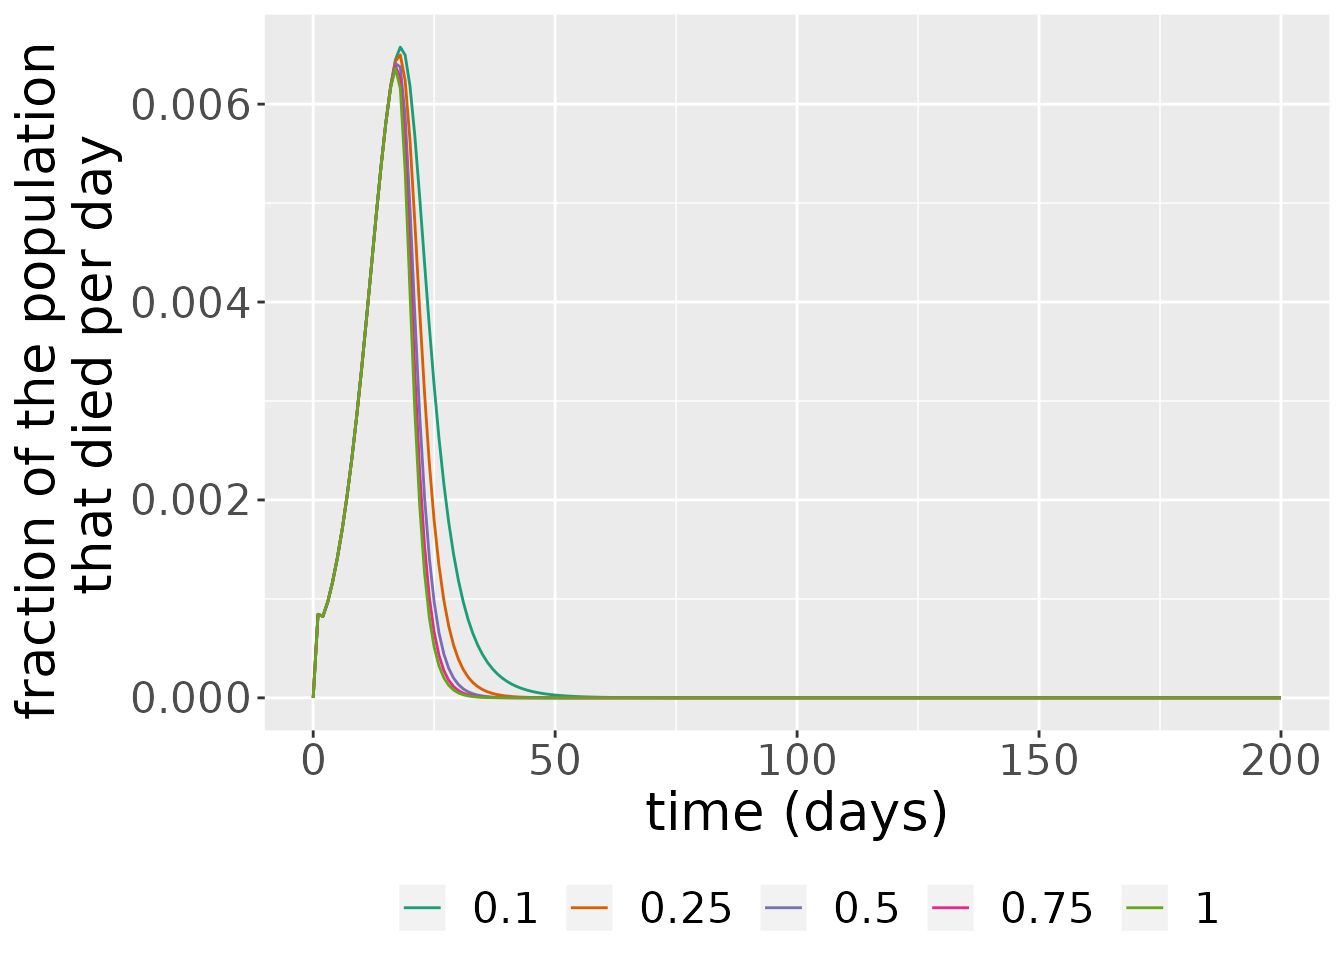 fraction of the population
that died per day
0.006
0.004
0.002
0.000
0 50 100 150 200
time (days)
0.1 0.25 0.5 0.75 1